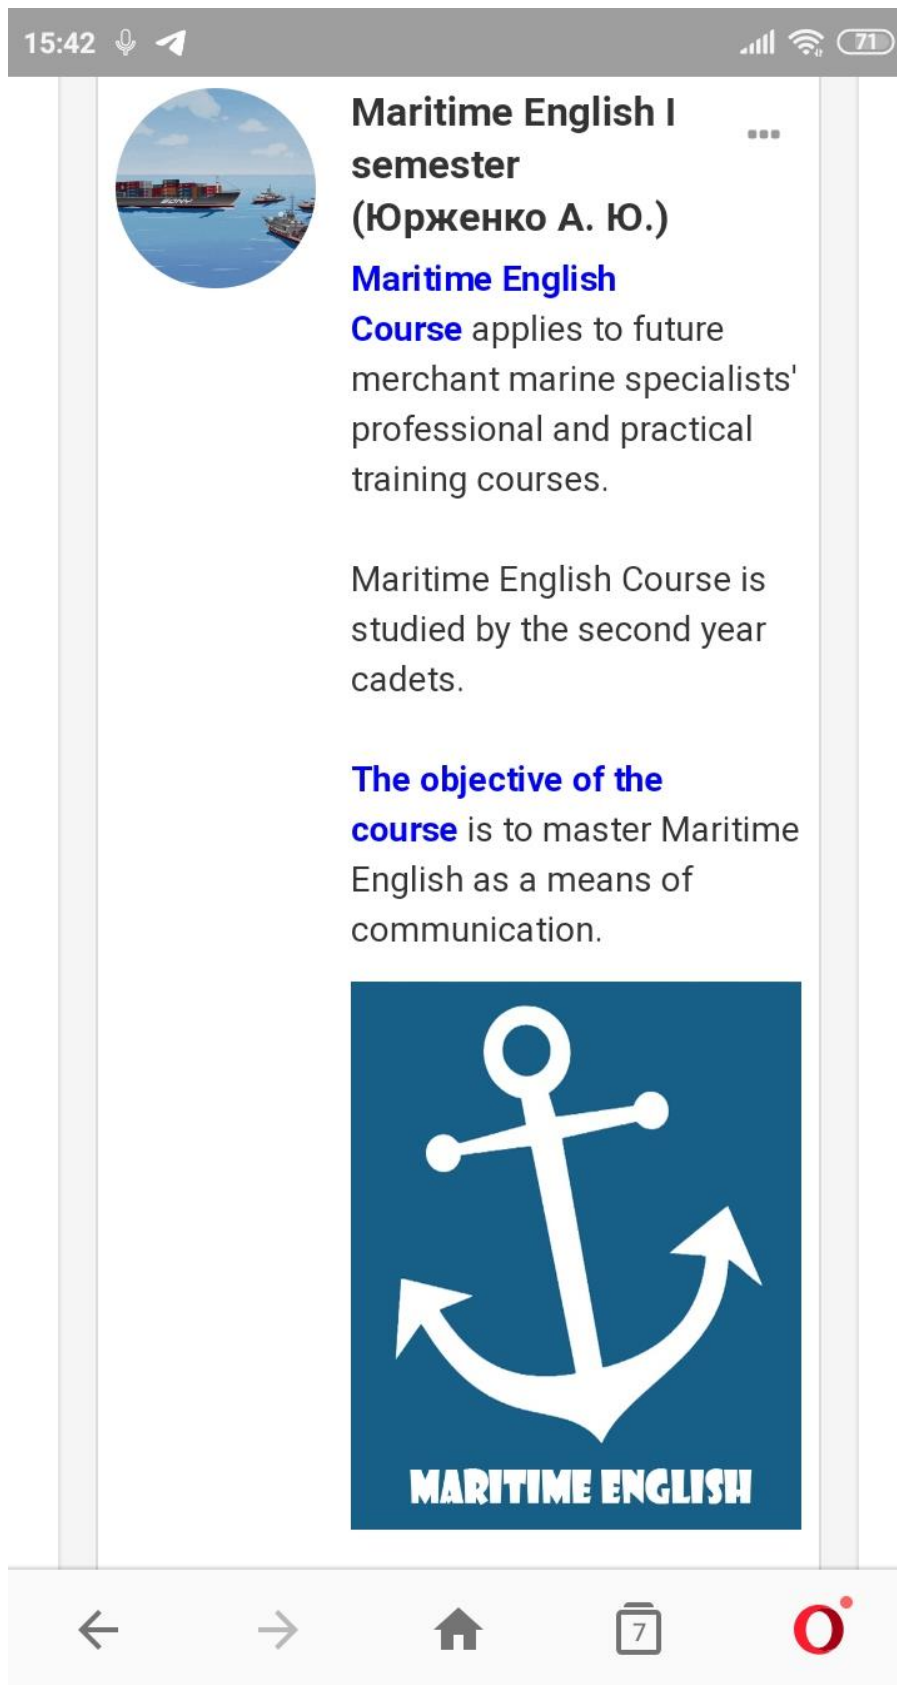 15:42
71
Maritime English I
semester
(Юрженко А. Ю.)
Maritime English
Course applies to future
merchant marine specialists'
professional and practical
training courses.
Maritime English Course is
studied by the second year
cadets.
The objective of the
course is to master Maritime
English as a means of
communication.
MARITIME ENGLISH
7